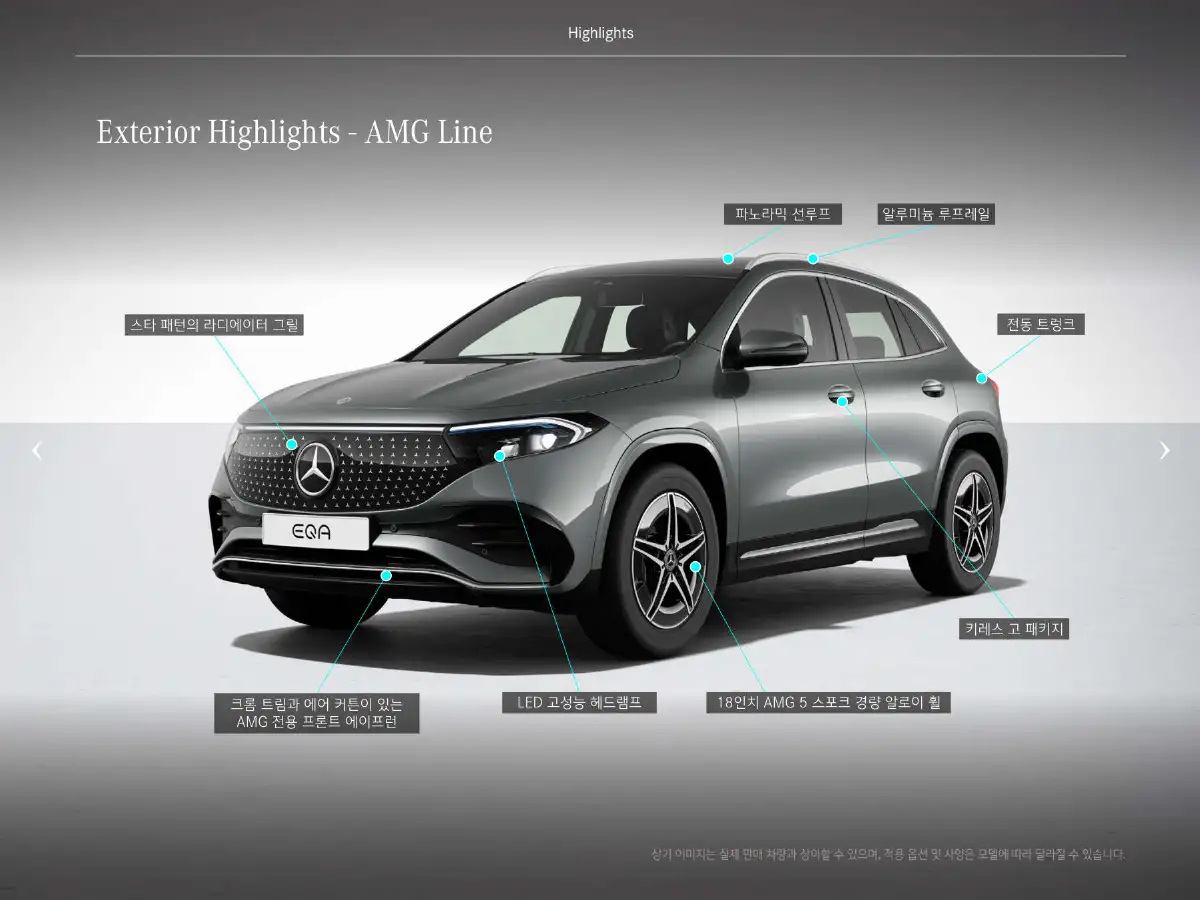 Highlights
Exterior Highlights - AMG Line
파노라믹 선루프
알루미늄 루프레일
스타 패턴의 라디에이터 그릴
전동 트렁크
EQA
키레스 고 패키지
크롬 트림과 에어 커튼이 있는
AMG 전용 프론트 에이프런
LED 고성능 헤드램프
18인치 AMG 5 스포크 경량 알로이 휠
상기 이미지는 실제 판매 차량과 상이할 수 있으며, 적용 옵션 및 사양은 모델에 따라 달라질 수 있습니다.